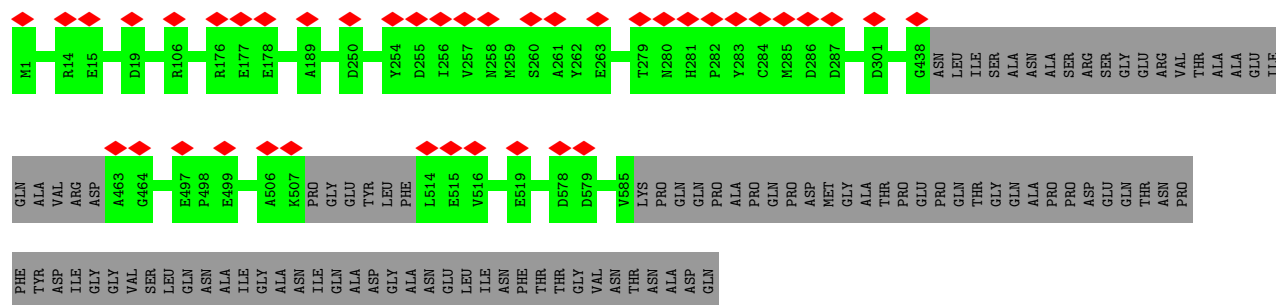 M1 R14 E15 D19 R106 R176 E177 E178 A189 D250 Y254 D255 I256 V257 N258 M259 S260 A261 Y262 E263 T279 N280 H281 P282 Y283 C284 M285 D286 D287 D301 G438 ASN LEU ILE SER ALA ASN ALA SER ARG SER GLY GLU ARG VAL THR ALA ALA GLU ILE
GLN ALA VAL ARG ASP A463 G464 E497 P498 E499 A506 K507 PRO GLY GLU TYR LEU PHE L514 E515 V516 E519 D578 D579 V585 LYS PRO GLN GLN PRO ALA PRO GLN PRO ASP MET GLY ALA THR PRO GLU PRO GLN THR GLY GLN ALA PRO PRO ASP GLU GLN THR ASN PRO
PHE TYR ASP ILE GLY GLY VAL SER LEU GLN ASN ALA ILE GLY ALA ASN ILE GLN ALA ASP GLY ALA ASN GLU LEU ILE ASN PHE THR THR GLY VAL ASN THR ASN ALA ASP GLN